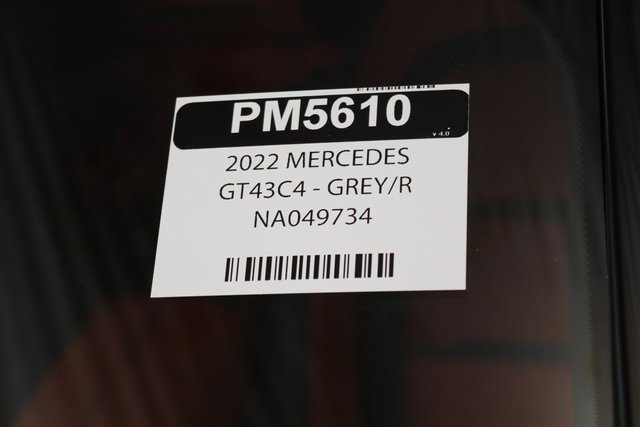 PM5610
v 4.0
2022 MERCEDES
GT43C4 - GREY/R
NA049734